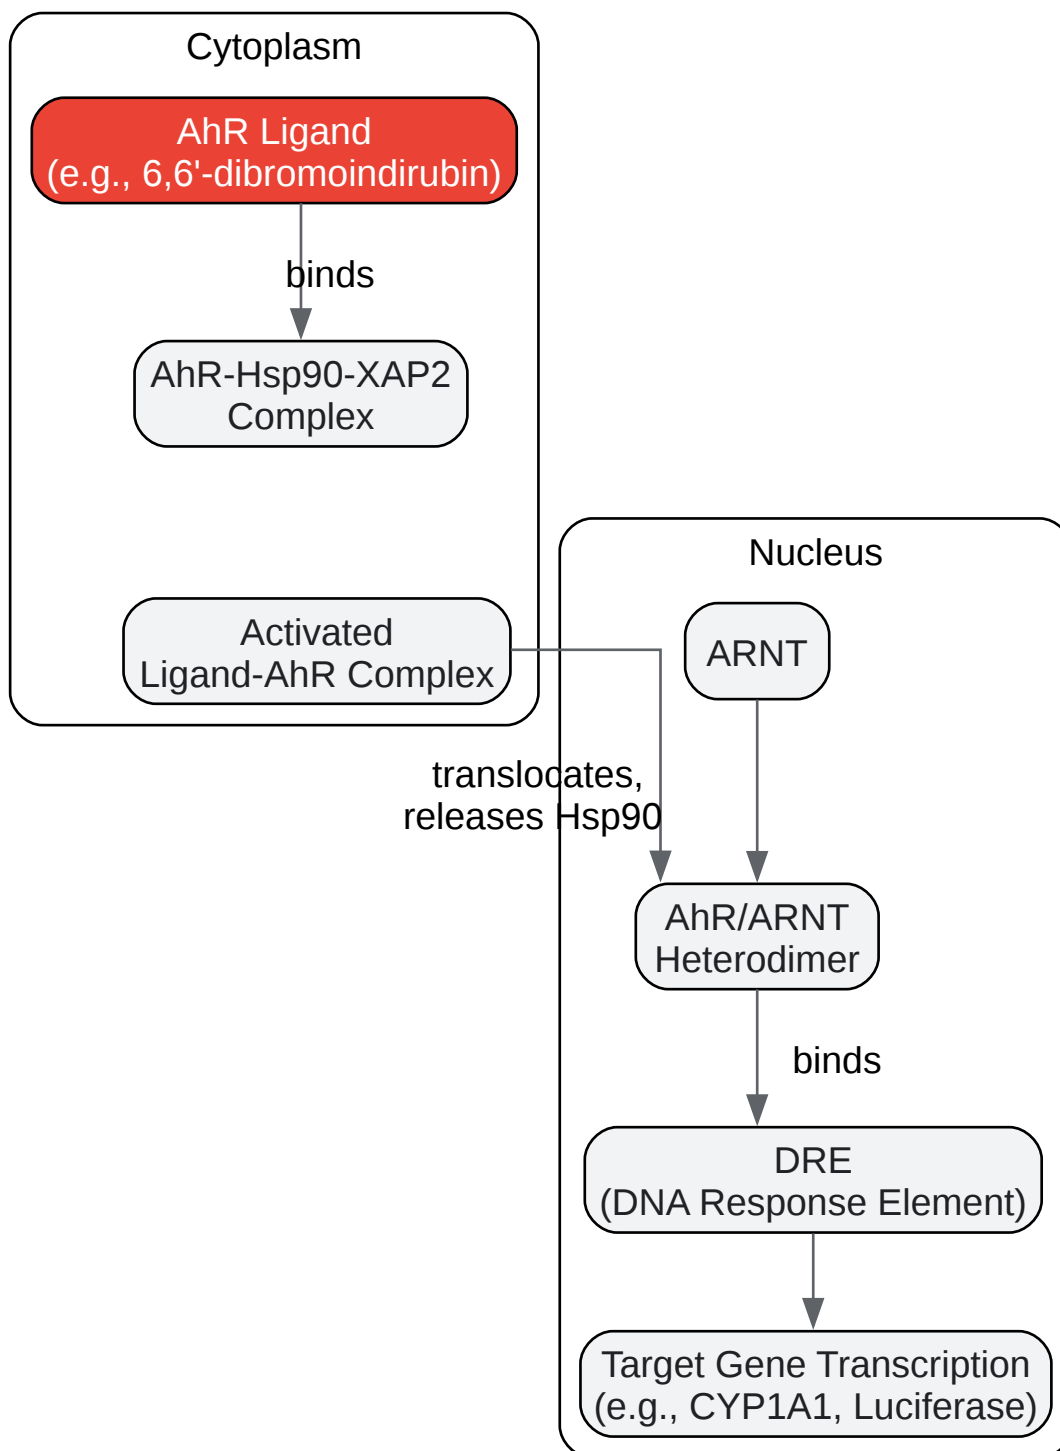 Cytoplasm
AhR Ligand
(e.g., 6,6'-dibromoindirubin)
binds
AhR-Hsp90-XAP2
Complex
Activated
Ligand-AhR Complex
translocates,
releases Hsp90
Nucleus
ARNT
AhR/ARNT
Heterodimer
binds
DRE
(DNA Response Element)
Target Gene Transcription
(e.g., CYP1A1, Luciferase)